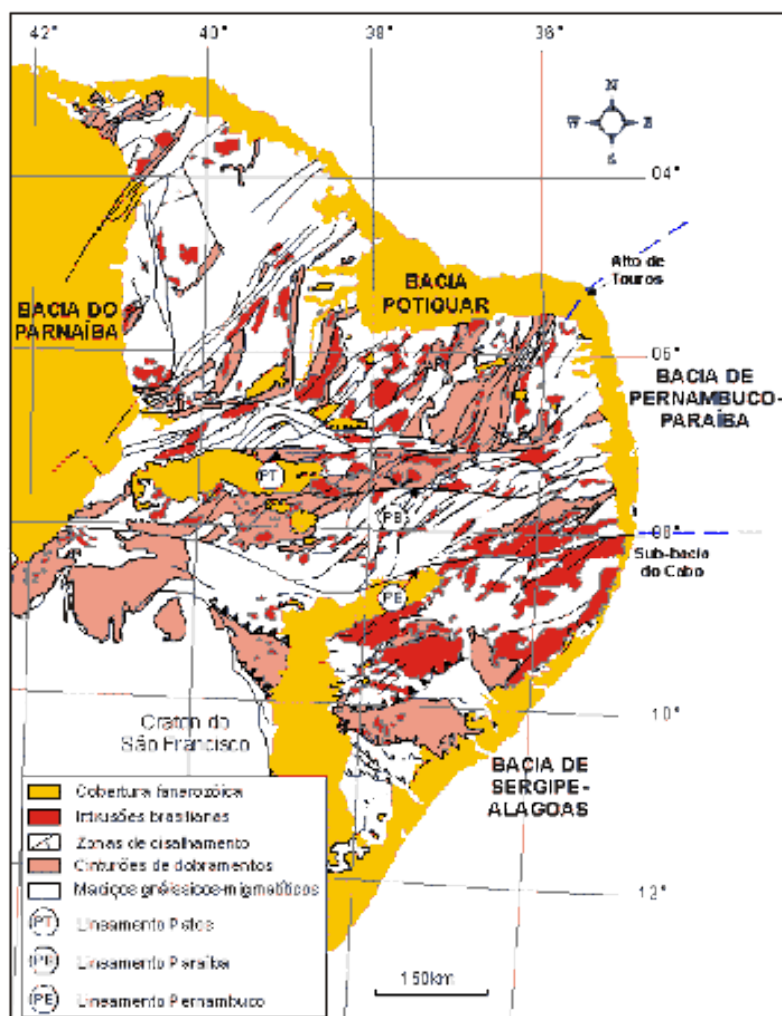 42°
40°
38°
36°
N
W
E
S
04°
Alto de
Touros
BACIA
POTIGUAR
BACIA DO
PARNAÍBA
06°
BACIA DE
PERNAMBUCO-
PARAÍBA
PT
PB
08°
Sub-bacia
do Cabo
PE
10°
Craton do
São Francisco
BACIA DE
SERGIPE-
ALAGOAS
Cobertura fanerozóica
Intrusões brasilianas
Zonas de cisalhamento
Cinturões de dobramentos
Maciços gnáissicos-migmatíticos
12°
PT Lineamento Patos
PB Lineamento Paraíba
PE Lineamento Pernambuco
150km